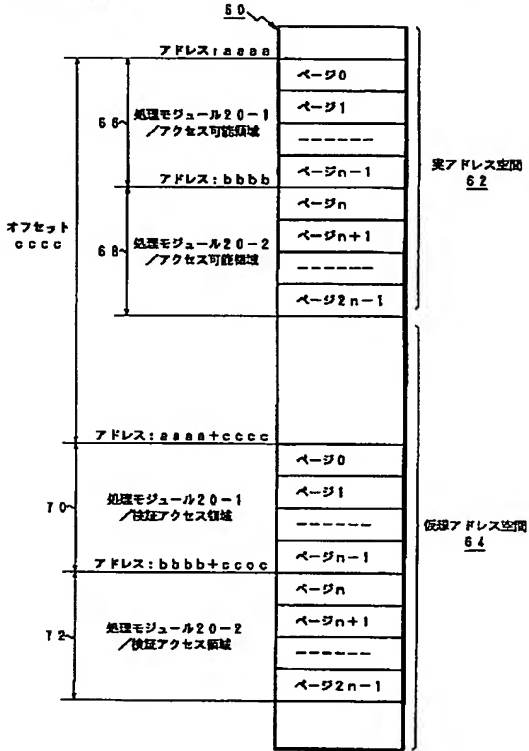 60
アドレス:aaaa
ページ0
ページ1
66
処理モジュール20-1
/アクセス可能領域
------
ページn-1
実アドレス空間
62
アドレス:bbbb
ページn
オフセット
cccc
68
処理モジュール20-2
/アクセス可能領域
ページn+1
------
ページ2n-1
アドレス:aaaa+cccc
ページ0
ページ1
70
処理モジュール20-1
/検証アクセス領域
------
ページn-1
仮想アドレス空間
64
アドレス:bbbb+cccc
ページn
ページn+1
72
処理モジュール20-2
/検証アクセス領域
------
ページ2n-1